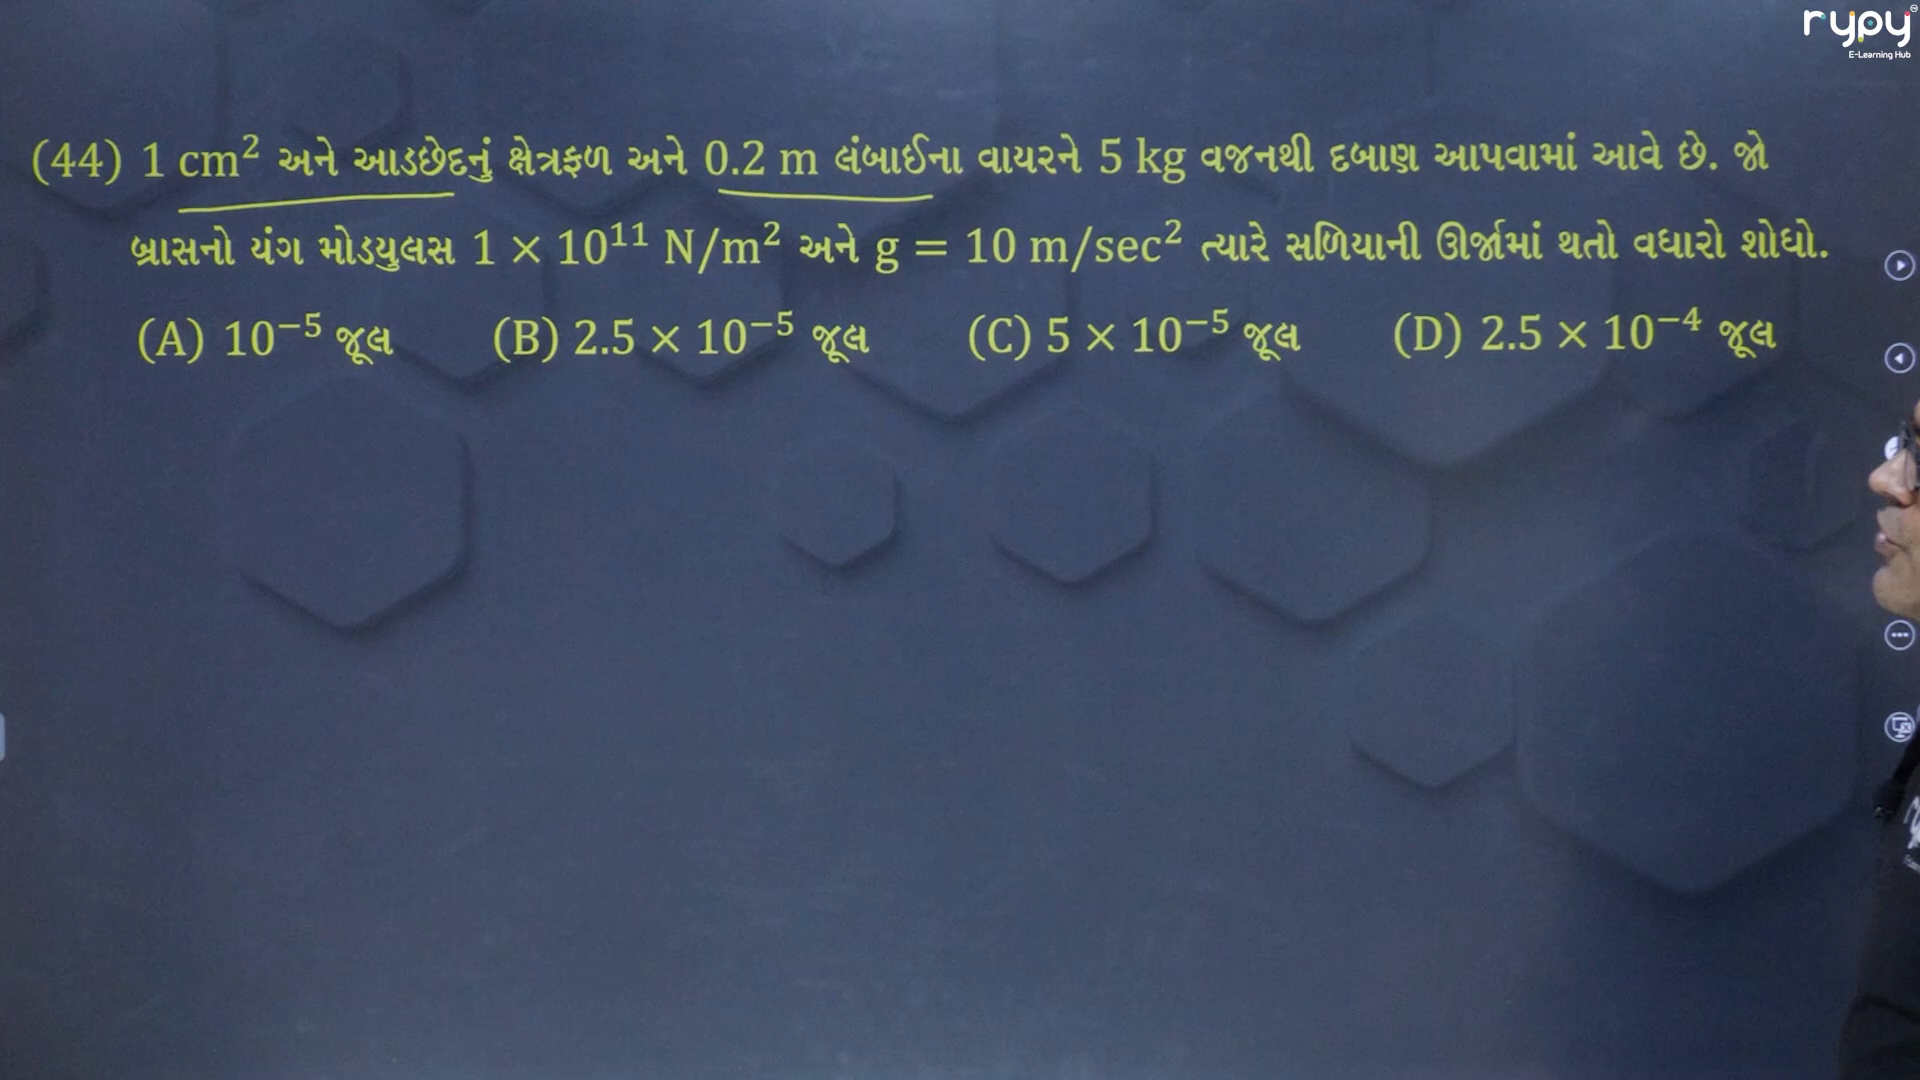 rypy
E-Learning Hub
(44) 1 cm² અને આડછેદનું ક્ષેત્રફળ અને 0.2 m લંબાઈના વાયરને 5 kg વજનથી દબાણ આપવામાં આવે છે. જો
બ્રાસનો યંગ મોડયુલસ 1 × 10¹¹ N/m² અને g = 10 m/sec² ત્યારે સળિયાની ઊર્જામાં થતો વધારો શોધો.
(A) 10⁻⁵ જૂલ (B) 2.5 × 10⁻⁵ જૂલ (C) 5 × 10⁻⁵ જૂલ (D) 2.5 × 10⁻⁴ જૂલ